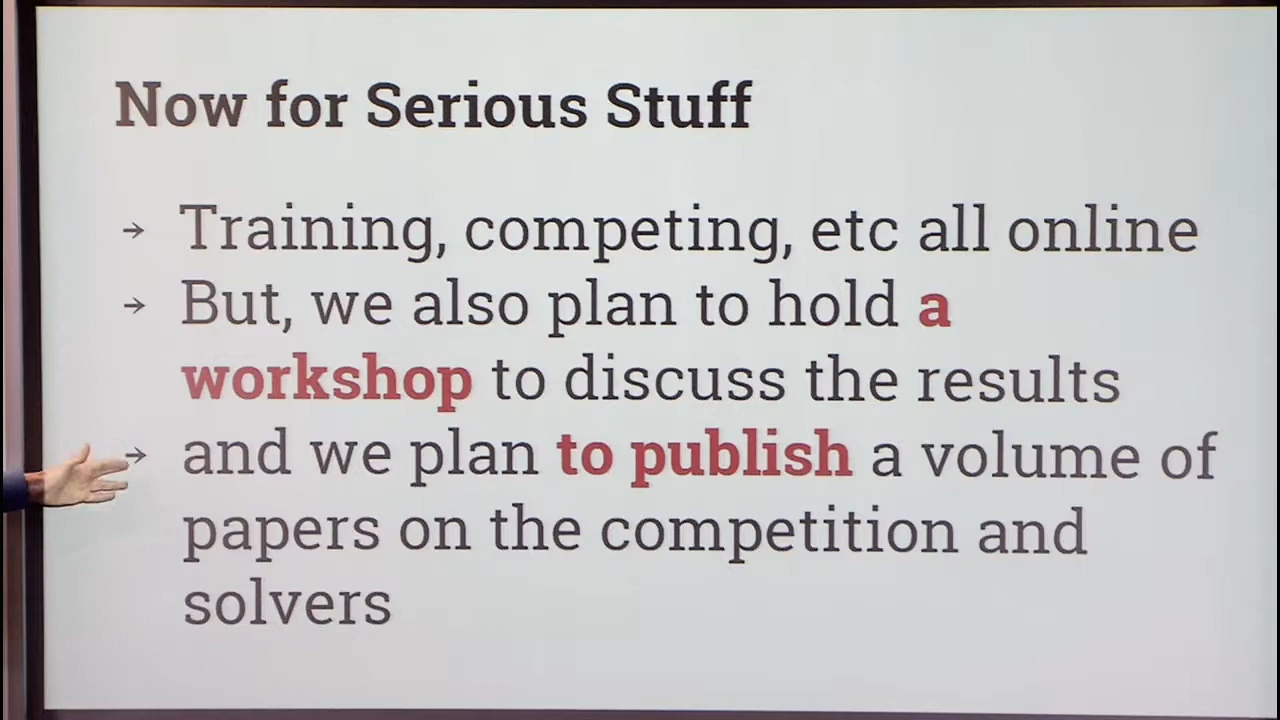 Now for Serious Stuff
→ Training, competing, etc all online
→ But, we also plan to hold a
workshop to discuss the results
→ and we plan to publish a volume of
papers on the competition and
solvers